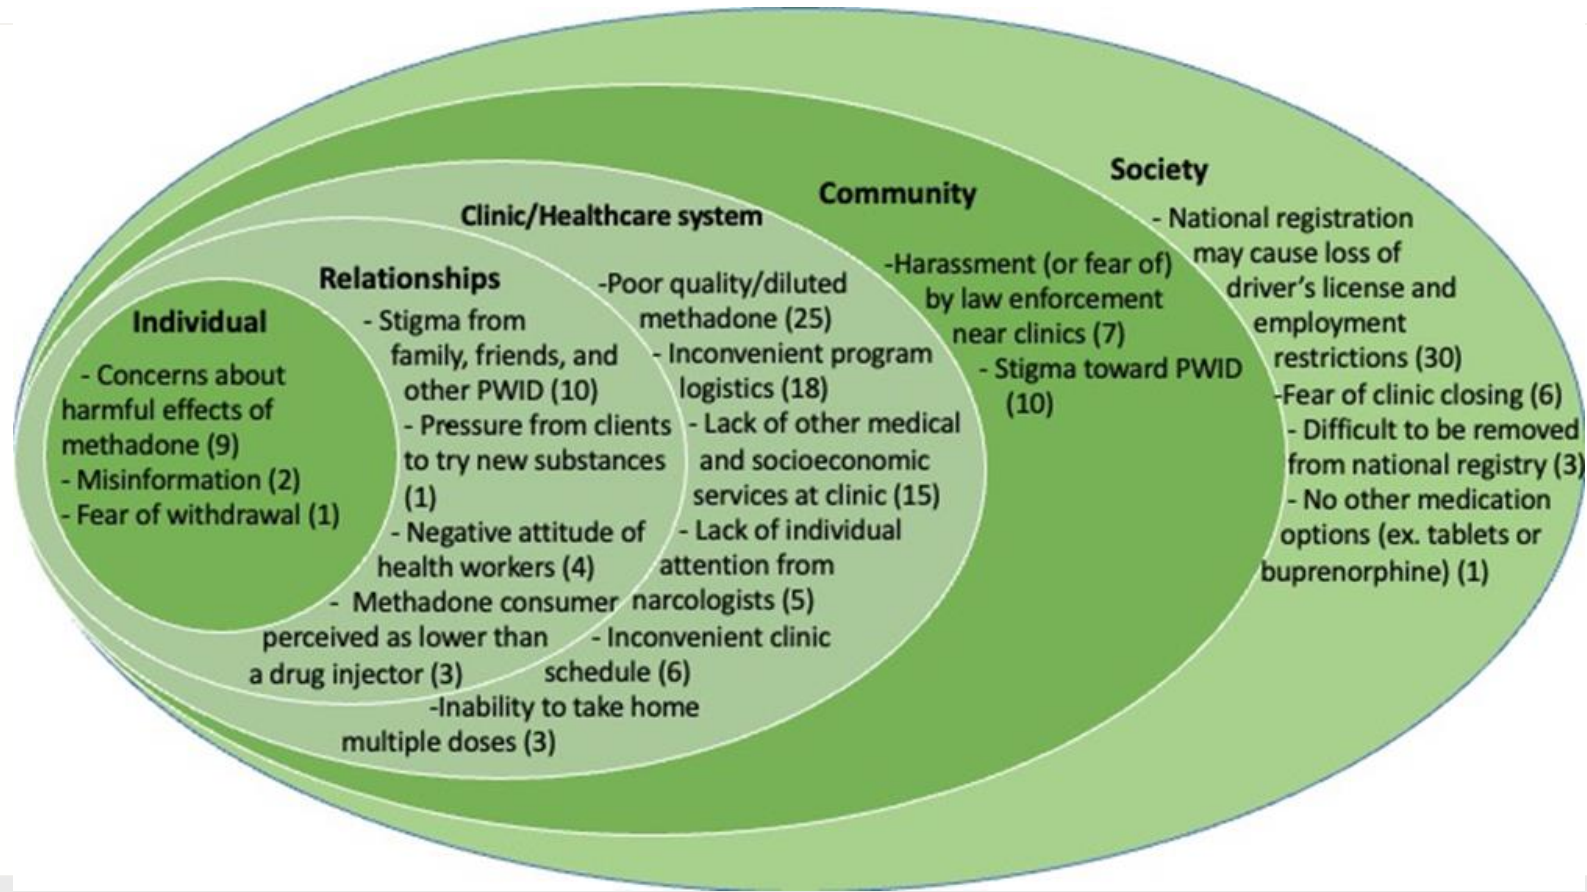 Individual
- Concerns about
harmful effects of
methadone (9)
- Misinformation (2)
- Fear of withdrawal (1)
Relationships
- Stigma from
family, friends, and
other PWID (10)
- Pressure from clients
to try new substances
(1)
- Negative attitude of
health workers (4)
- Methadone consumer
perceived as lower than
a drug injector (3)
Clinic/Healthcare system
-Poor quality/diluted
methadone (25)
- Inconvenient program
logistics (18)
- Lack of other medical
and socioeconomic
services at clinic (15)
- Lack of individual
attention from
narcologists (5)
- Inconvenient clinic
schedule (6)
-Inability to take home
multiple doses (3)
Community
-Harassment (or fear of)
by law enforcement
near clinics (7)
- Stigma toward PWID
(10)
Society
- National registration
may cause loss of
driver’s license and
employment
restrictions (30)
-Fear of clinic closing (6)
- Difficult to be removed
from national registry (3)
- No other medication
options (ex. tablets or
buprenorphine) (1)